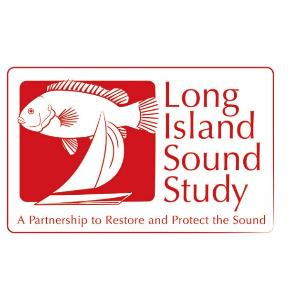 Long
Island
Sound
Study
A Partnership to Restore and Protect the Sound